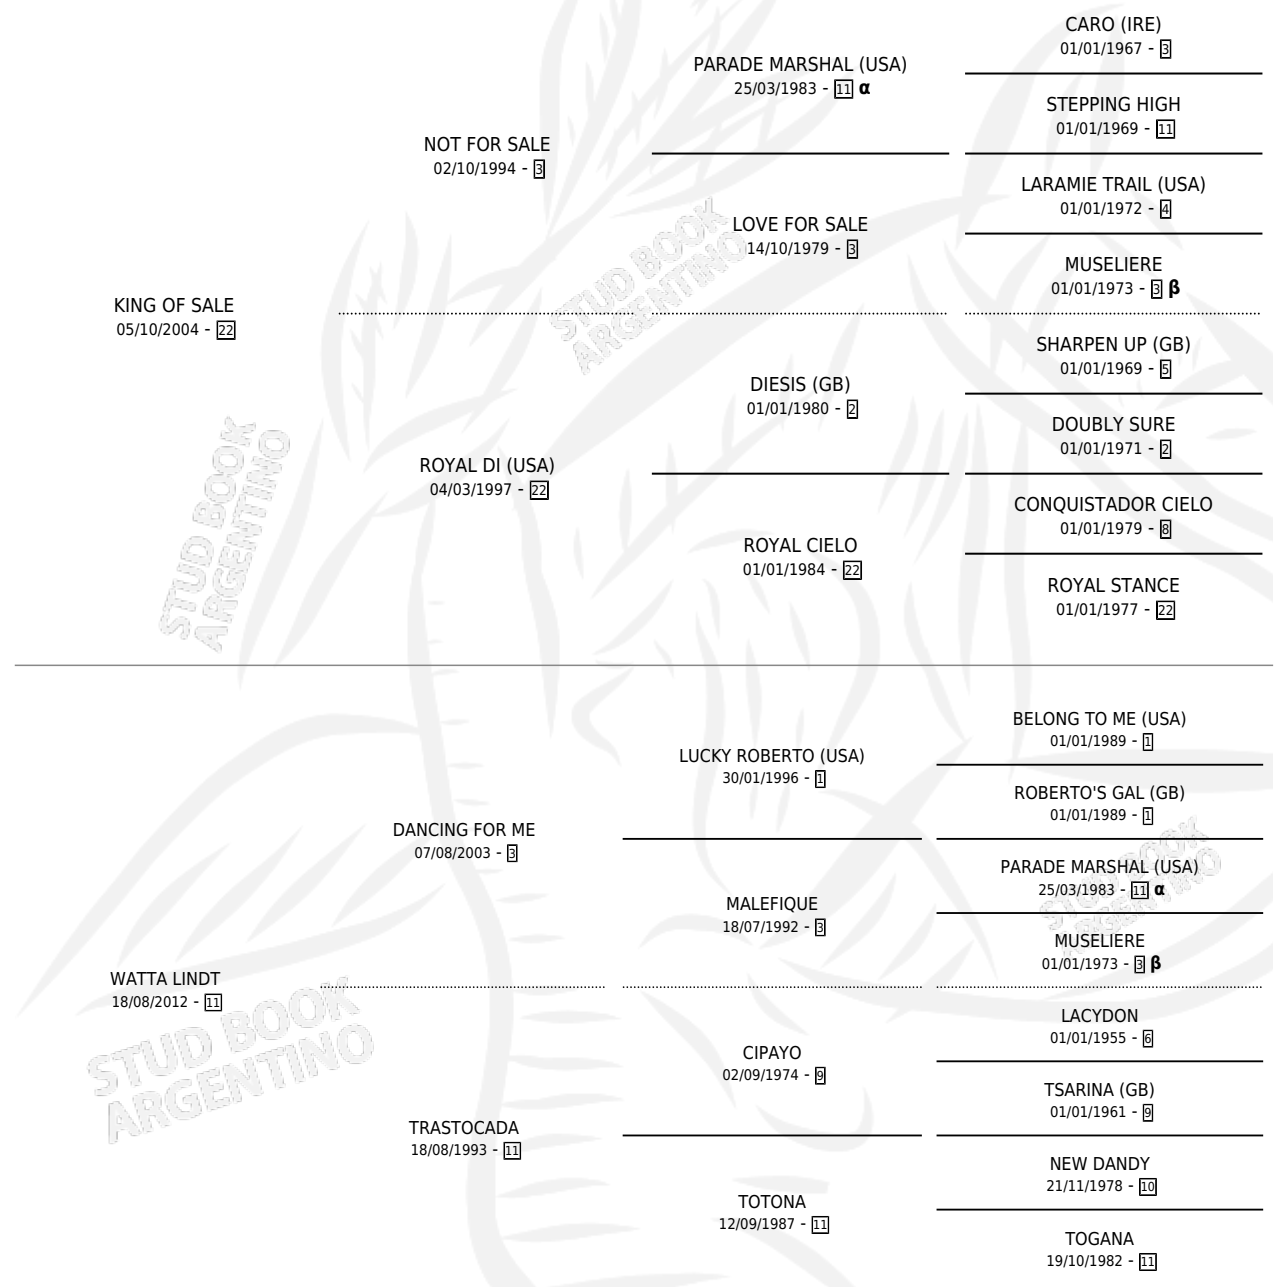 CARO (IRE)
01/01/1967 - 3
PARADE MARSHAL (USA)
25/03/1983 - 11 α
STEPPING HIGH
01/01/1969 - 11
NOT FOR SALE
02/10/1994 - 3
LARAMIE TRAIL (USA)
01/01/1972 - 4
LOVE FOR SALE
14/10/1979 - 3
MUSELIERE
01/01/1973 - 3 β
KING OF SALE
05/10/2004 - 22
SHARPEN UP (GB)
01/01/1969 - 5
DIESIS (GB)
01/01/1980 - 2
DOUBLY SURE
01/01/1971 - 2
ROYAL DI (USA)
04/03/1997 - 22
CONQUISTADOR CIELO
01/01/1979 - 8
ROYAL CIELO
01/01/1984 - 22
ROYAL STANCE
01/01/1977 - 22
BELONG TO ME (USA)
01/01/1989 - 1
LUCKY ROBERTO (USA)
30/01/1996 - 1
ROBERTO'S GAL (GB)
01/01/1989 - 1
DANCING FOR ME
07/08/2003 - 3
PARADE MARSHAL (USA)
25/03/1983 - 11 α
MALEFIQUE
18/07/1992 - 3
MUSELIERE
01/01/1973 - 3 β
WATTA LINDT
18/08/2012 - 11
LACYDON
01/01/1955 - 6
CIPAYO
02/09/1974 - 9
TSARINA (GB)
01/01/1961 - 9
TRASTOCADA
18/08/1993 - 11
NEW DANDY
21/11/1978 - 10
TOTONA
12/09/1987 - 11
TOGANA
19/10/1982 - 11
STUD BOOK
ARGENTINO
STUD BOOK
ARGENTINO
STUD BOOK
ARGENTINO
STUD BOOK
ARGENTINO